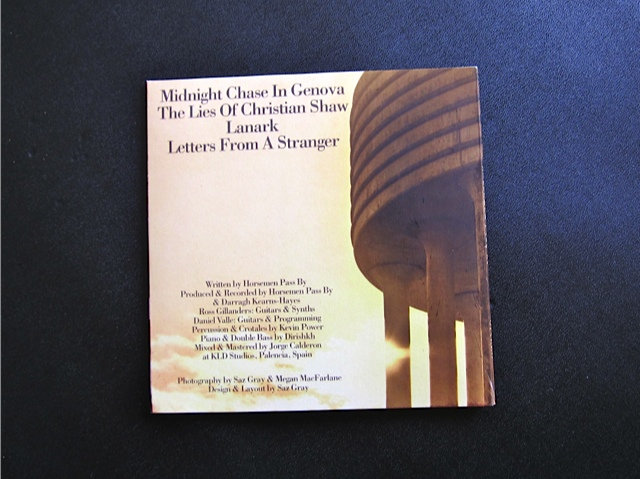 Midnight Chase In Genova
The Lies Of Christian Shaw
Lanark
Letters From A Stranger
Written by Horsemen Pass By
Produced & Recorded by Horsemen Pass By
& Darragh Kearns-Hayes
Ross Gillanders: Guitars & Synths
Daniel Valle: Guitars & Programming
Percussion & Crotales by Kevin Power
Piano & Double Bass by Dirishkh
Mixed & Mastered by Jorge Calderon
at KLD Studios, Palencia, Spain
Photography by Saz Gray & Megan MacFarlane
Design & Layout by Saz Gray